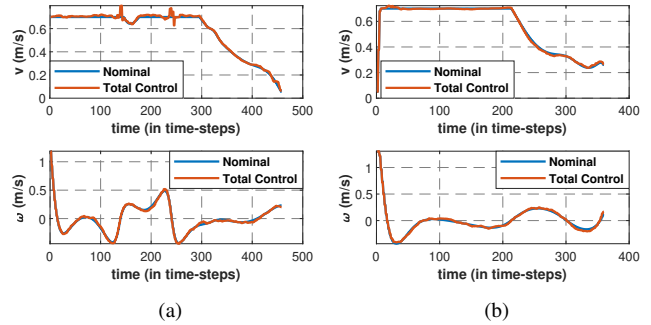 v (m/s)
0.6
0.4
0.2
0
Nominal
Total Control
0 100 200 300 400 500
time (in time-steps)
ω (m/s)
1
0.5
0
Nominal
Total Control
0 100 200 300 400 500
time (in time-steps)
(a)
v (m/s)
0.6
0.4
0.2
0
Nominal
Total Control
0 100 200 300 400
time (in time-steps)
ω (m/s)
1
0.5
0
Nominal
Total Control
0 100 200 300 400
time (in time-steps)
(b)